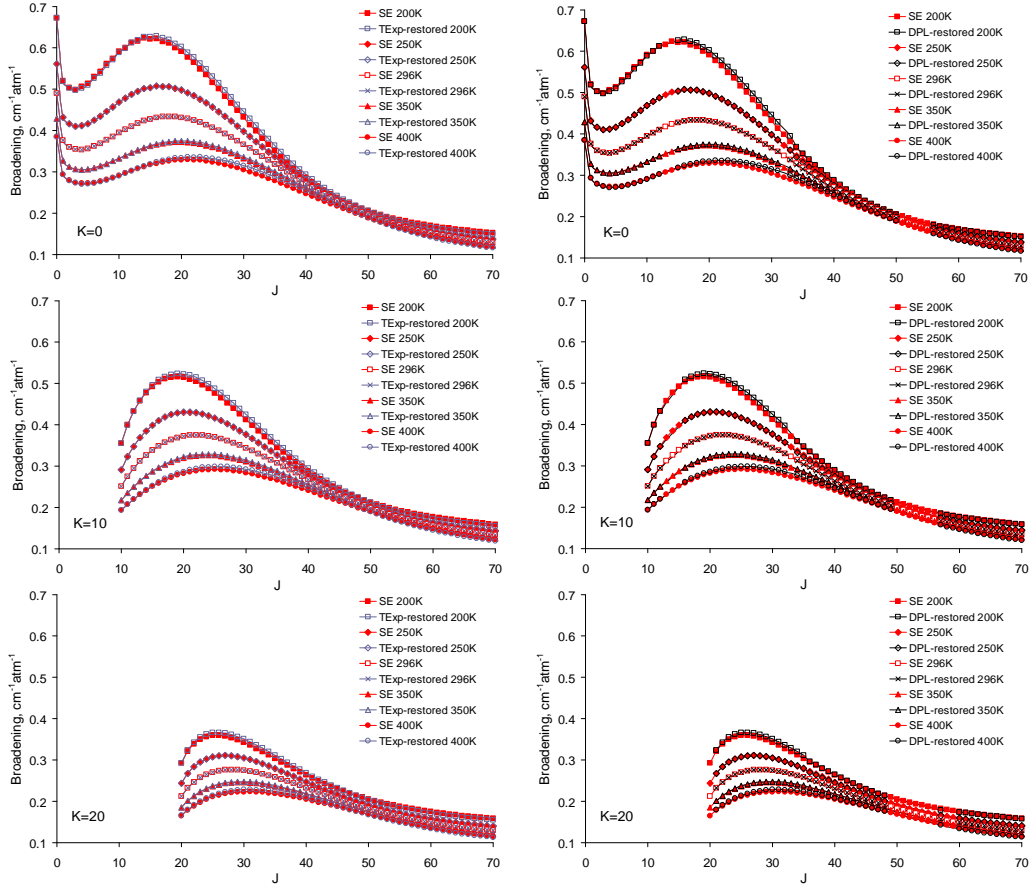 0.7
0.6
0.5
0.4
0.3
0.2
0.1
Broadening, cm-1atm-1
0 10 20 30 40 50 60 70
J
K=0
SE 200K
TExp-restored 200K
SE 250K
TExp-restored 250K
SE 296K
TExp-restored 296K
SE 350K
TExp-restored 350K
SE 400K
TExp-restored 400K
0.7
0.6
0.5
0.4
0.3
0.2
0.1
Broadening, cm-1atm-1
0 10 20 30 40 50 60 70
J
K=0
SE 200K
DPL-restored 200K
SE 250K
DPL-restored 250K
SE 296K
DPL-restored 296K
SE 350K
DPL-restored 350K
SE 400K
DPL-restored 400K
0.7
0.6
0.5
0.4
0.3
0.2
0.1
Broadening, cm-1atm-1
0 10 20 30 40 50 60 70
J
K=10
SE 200K
TExp-restored 200K
SE 250K
TExp-restored 250K
SE 296K
TExp-restored 296K
SE 350K
TExp-restored 350K
SE 400K
TExp-restored 400K
0.7
0.6
0.5
0.4
0.3
0.2
0.1
Broadening, cm-1atm-1
0 10 20 30 40 50 60 70
J
K=10
SE 200K
DPL-restored 200K
SE 250K
DPL-restored 250K
SE 296K
DPL-restored 296K
SE 350K
DPL-restored 350K
SE 400K
DPL-restored 400K
0.7
0.6
0.5
0.4
0.3
0.2
0.1
Broadening, cm-1atm-1
0 10 20 30 40 50 60 70
J
K=20
SE 200K
TExp-restored 200K
SE 250K
TExp-restored 250K
SE 296K
TExp-restored 296K
SE 350K
TExp-restored 350K
SE 400K
TExp-restored 400K
0.7
0.6
0.5
0.4
0.3
0.2
0.1
Broadening, cm-1atm-1
0 10 20 30 40 50 60 70
J
K=20
SE 200K
DPL-restored 200K
SE 250K
DPL-restored 250K
SE 296K
DPL-restored 296K
SE 350K
DPL-restored 350K
SE 400K
DPL-restored 400K